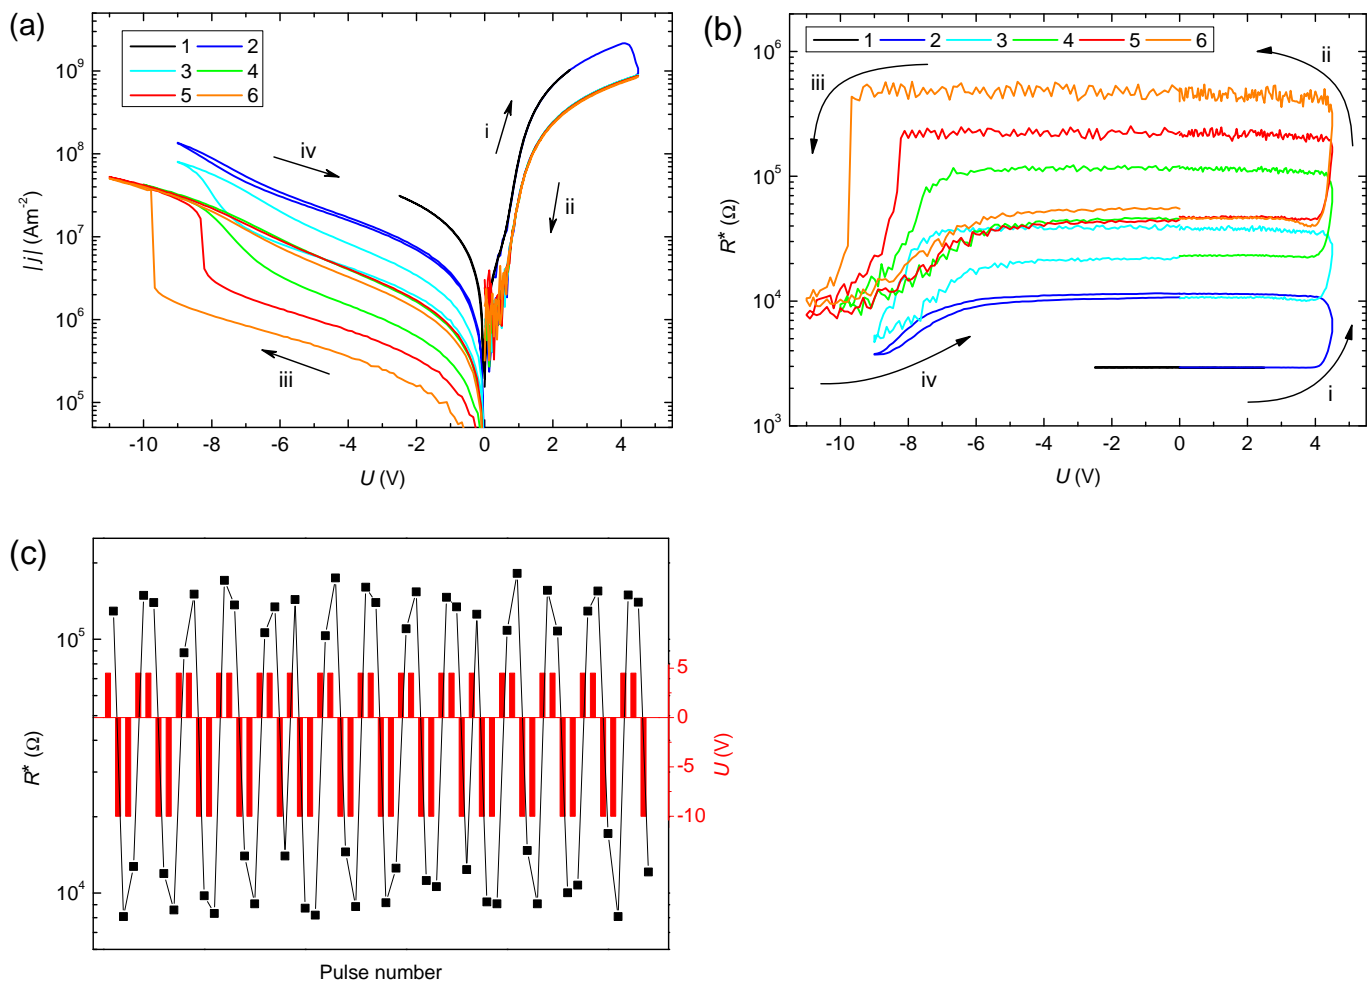 (a)
1 2
3 4
5 6
10^9
10^8
10^7
10^6
10^5
|j| (Am^-2)
i
ii
iii
iv
-10 -8 -6 -4 -2 0 2 4
U (V)
(b)
1 2 3 4 5 6
10^6
10^5
10^4
10^3
R* (Ω)
iii
ii
iv
i
-10 -8 -6 -4 -2 0 2 4
U (V)
(c)
10^5
10^4
R* (Ω)
5
0
-5
-10
U (V)
Pulse number